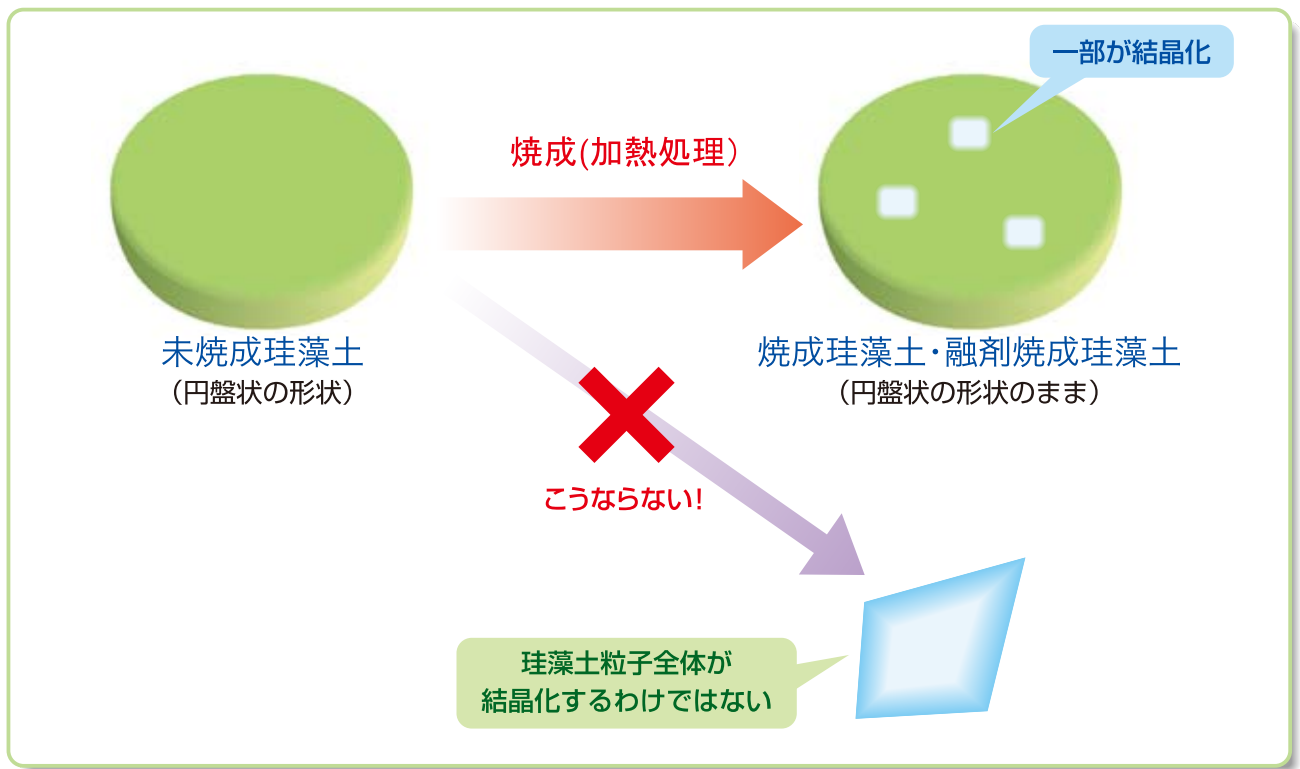 一部が結晶化
焼成(加熱処理)
未焼成珪藻土
(円盤状の形状)
焼成珪藻土・融剤焼成珪藻土
(円盤状の形状のまま)
こうならない!
珪藻土粒子全体が
結晶化するわけではない